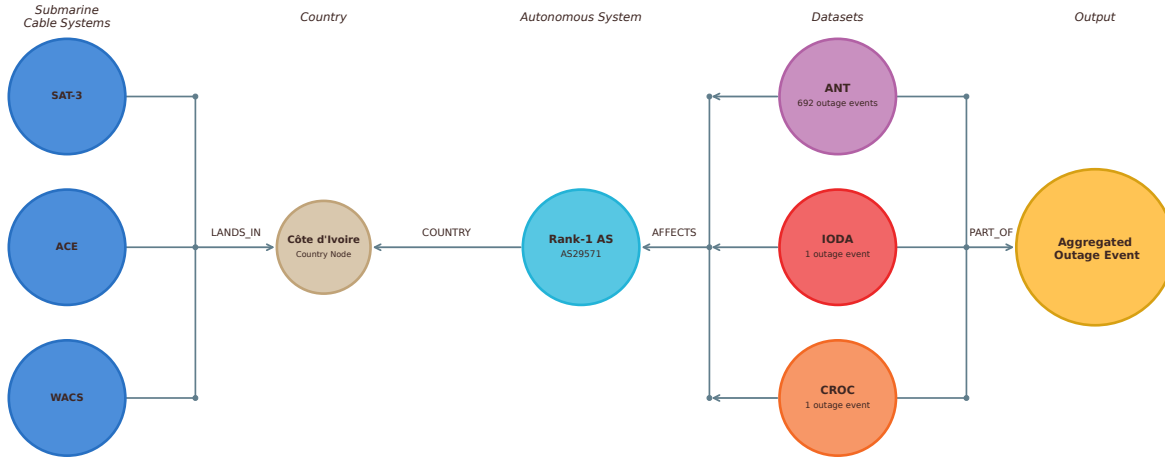 Submarine
Cable Systems
Country
Autonomous System
Datasets
Output
SAT-3
ACE
WACS
LANDS_IN
Côte d'Ivoire
Country Node
COUNTRY
Rank-1 AS
AS29571
AFFECTS
ANT
692 outage events
IODA
1 outage event
CROC
1 outage event
PART_OF
Aggregated
Outage Event